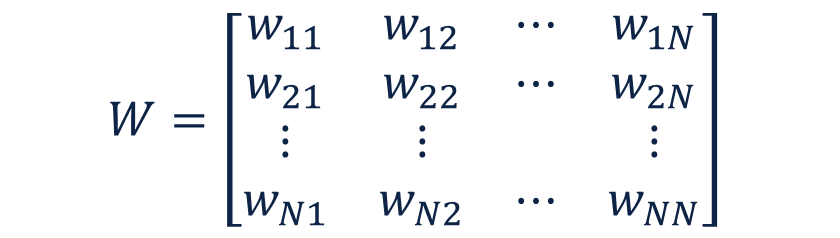 w₁₁ w₁₂ ⋯ w₁N
w₂₁ w₂₂ ⋯ w₂N
W =
⋮ ⋮ ⋮
wN₁ wN₂ ⋯ wNN